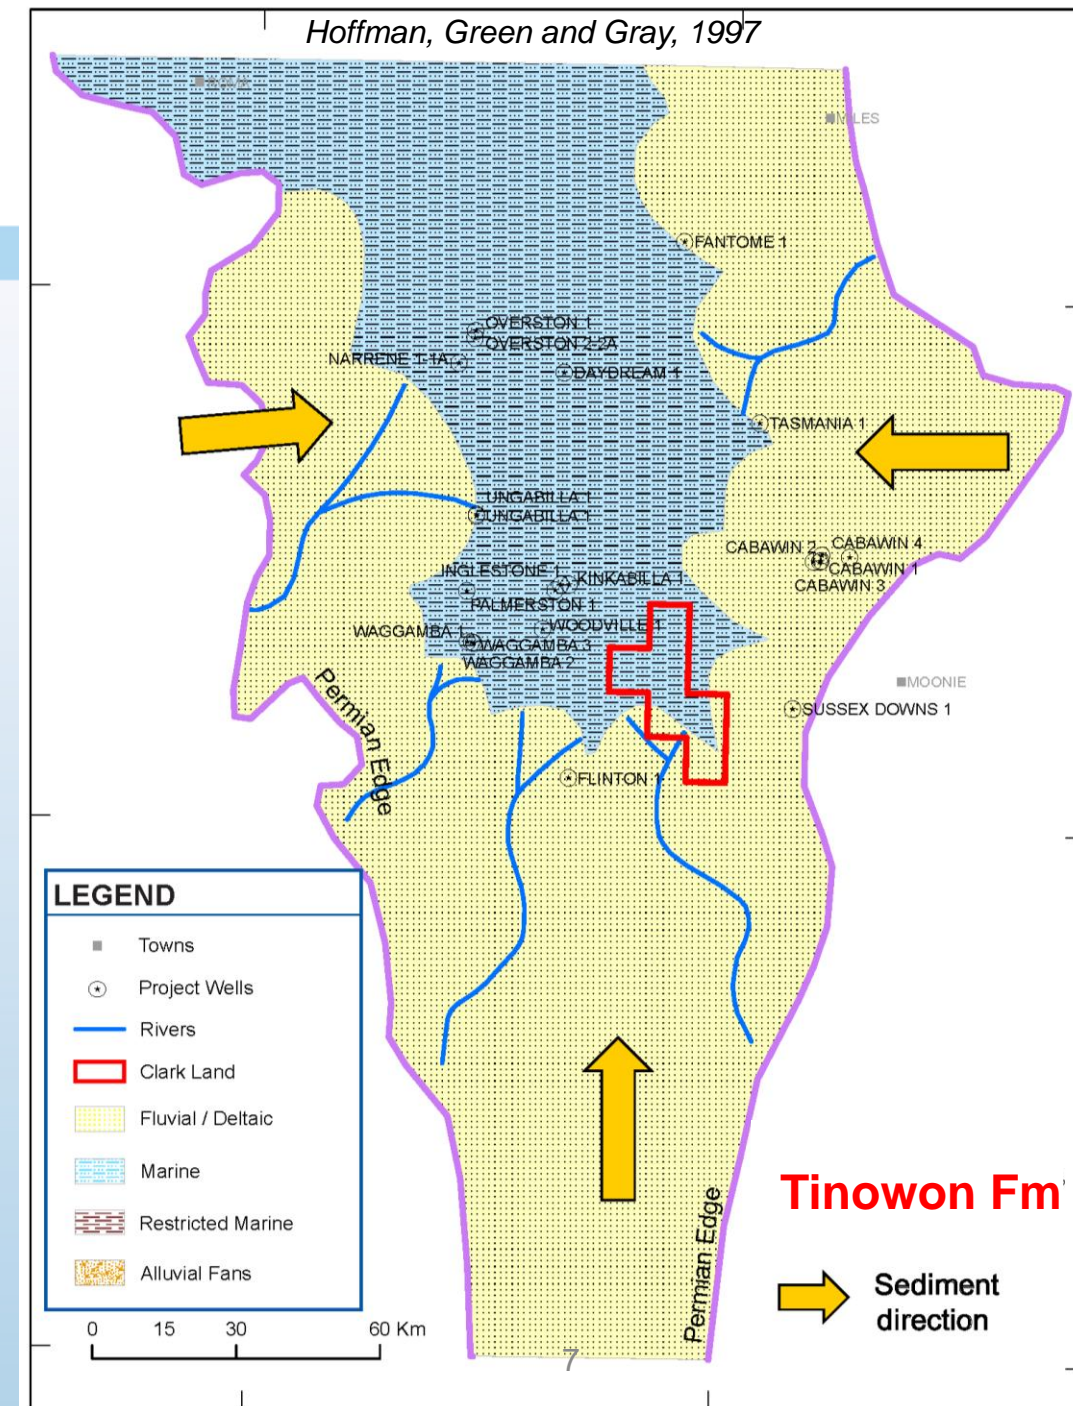 Hoffman, Green and Gray, 1997
ROMA
MILES
FANTOME 1
OVERSTON 1
OVERSTON 2-2A
NARRENE 1-1A
DAYDREAM 1
TASMANIA 1
UNGABILLA 1
UNGABILLA 1
CABAWIN 2
CABAWIN 4
CABAWIN 1
CABAWIN 3
INGLESTONE 1
KINKABILLA 1
PALMERSTON 1
WOODVILLE 1
WAGGAMBA 1
WAGGAMBA 3
WAGGAMBA 2
MOONIE
SUSSEX DOWNS 1
Permian Edge
FLINTON 1
LEGEND
Towns
Project Wells
Rivers
Clark Land
Fluvial / Deltaic
Marine
Restricted Marine
Alluvial Fans
0 15 30 60 Km
Permian Edge
Tinowon Fm
Sediment
direction
7